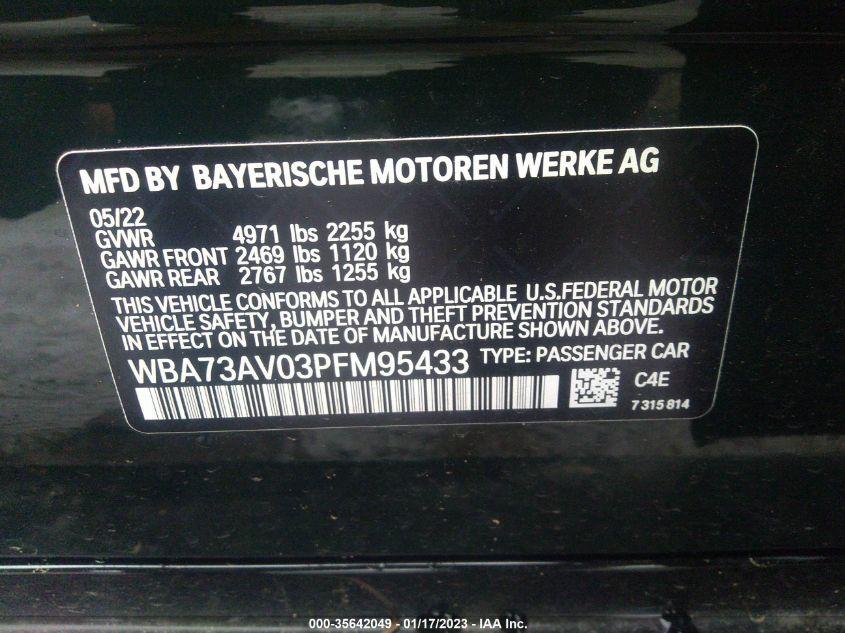 MFD BY BAYERISCHE MOTOREN WERKE AG
05/22
GVWR 4971 lbs 2255 kg
GAWR FRONT 2469 lbs 1120 kg
GAWR REAR 2767 lbs 1255 kg
THIS VEHICLE CONFORMS TO ALL APPLICABLE U.S.FEDERAL MOTOR
VEHICLE SAFETY, BUMPER AND THEFT PREVENTION STANDARDS
IN EFFECT ON THE DATE OF MANUFACTURE SHOWN ABOVE.
WBA73AV03PFM95433 TYPE: PASSENGER CAR
C4E
7315814
000-35642049 - 01/17/2023 - IAA Inc.